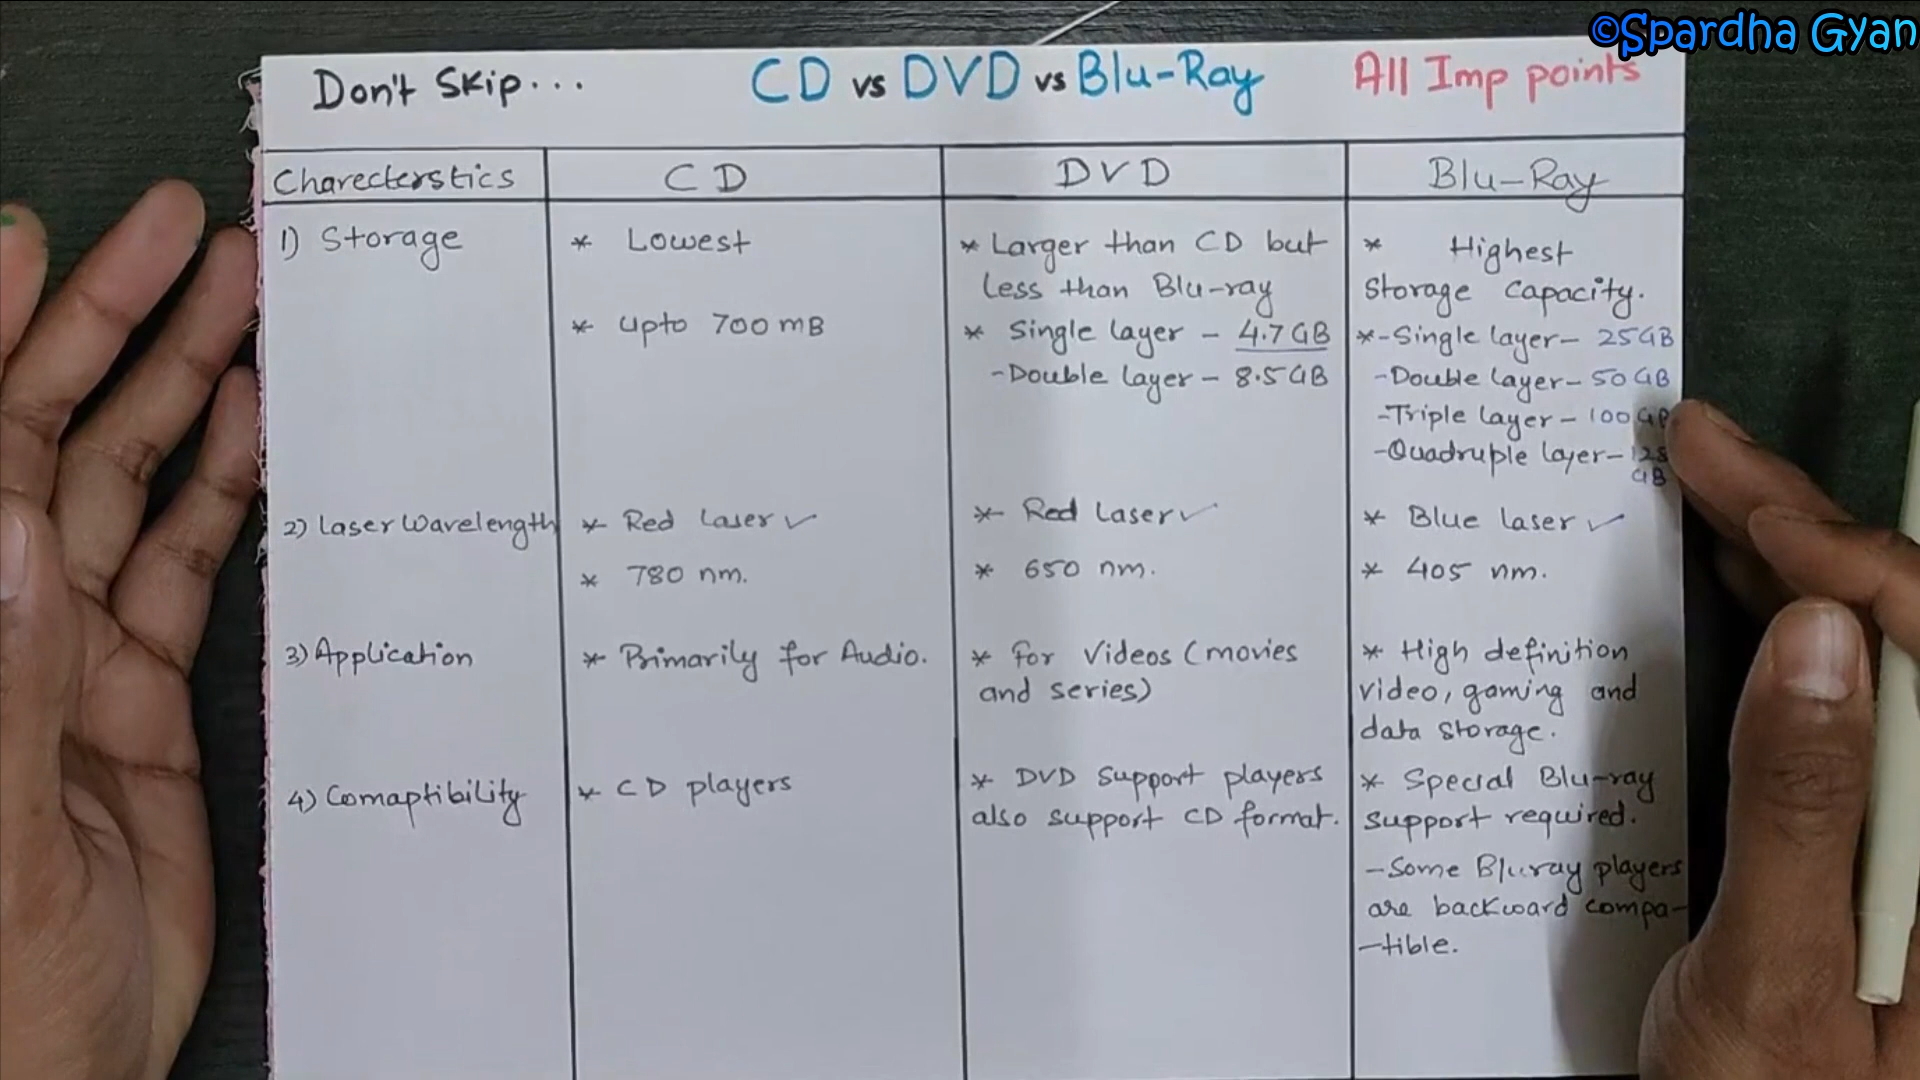 ©Spardha Gyan
Don't Skip... CD vs DVD vs Blu-Ray All Imp points
Charecterstics CD DVD Blu-Ray
1) Storage
* Lowest
* upto 700 MB
* Larger than CD but
less than Blu-ray
* Single layer - 4.7 GB
-Double layer - 8.5 GB
* Highest
Storage capacity.
*-Single layer- 25GB
-Double layer- 50 GB
-Triple layer- 100 GB
-Quadruple layer- 128
GB
2) Laser Wavelength
* Red Laser ✓
* 780 nm.
* Red Laser ✓
* 650 nm.
* Blue laser ✓
* 405 nm.
3) Application
* Primarily for Audio.
* For Videos (movies
and series)
* High definition
video, gaming and
data storage.
4) Comaptibility
* CD players
* DVD Support players
also support CD format.
* Special Blu-ray
support required.
-Some Bluray players
are backward compa-
-tible.